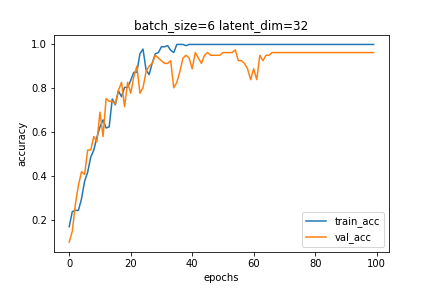 batch_size=6 latent_dim=32
1.0
0.8
0.6
0.4
0.2
accuracy
0 20 40 60 80 100
epochs
train_acc
val_acc